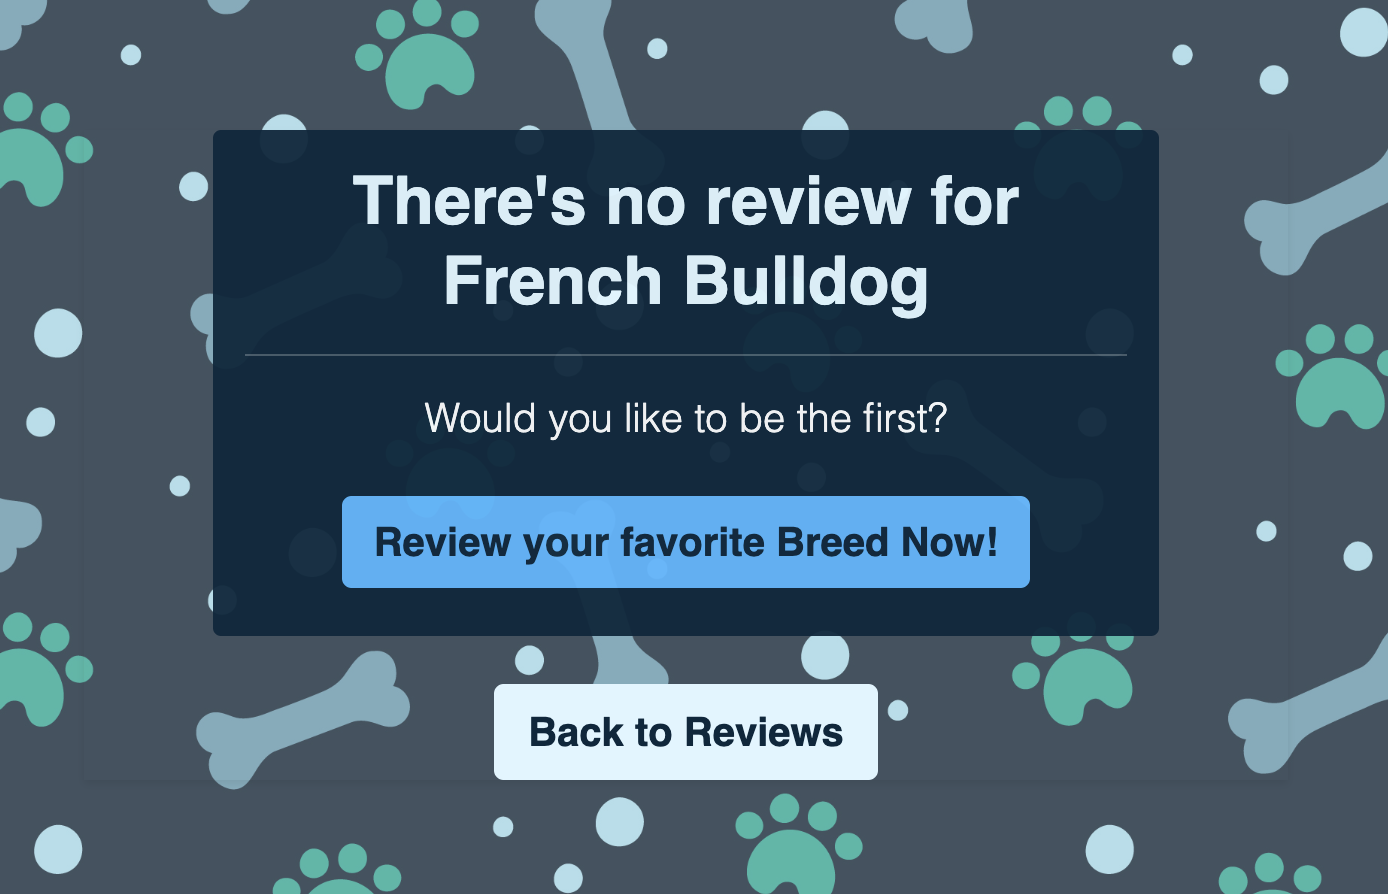 There's no review for
French Bulldog
Would you like to be the first?
Review your favorite Breed Now!
Back to Reviews